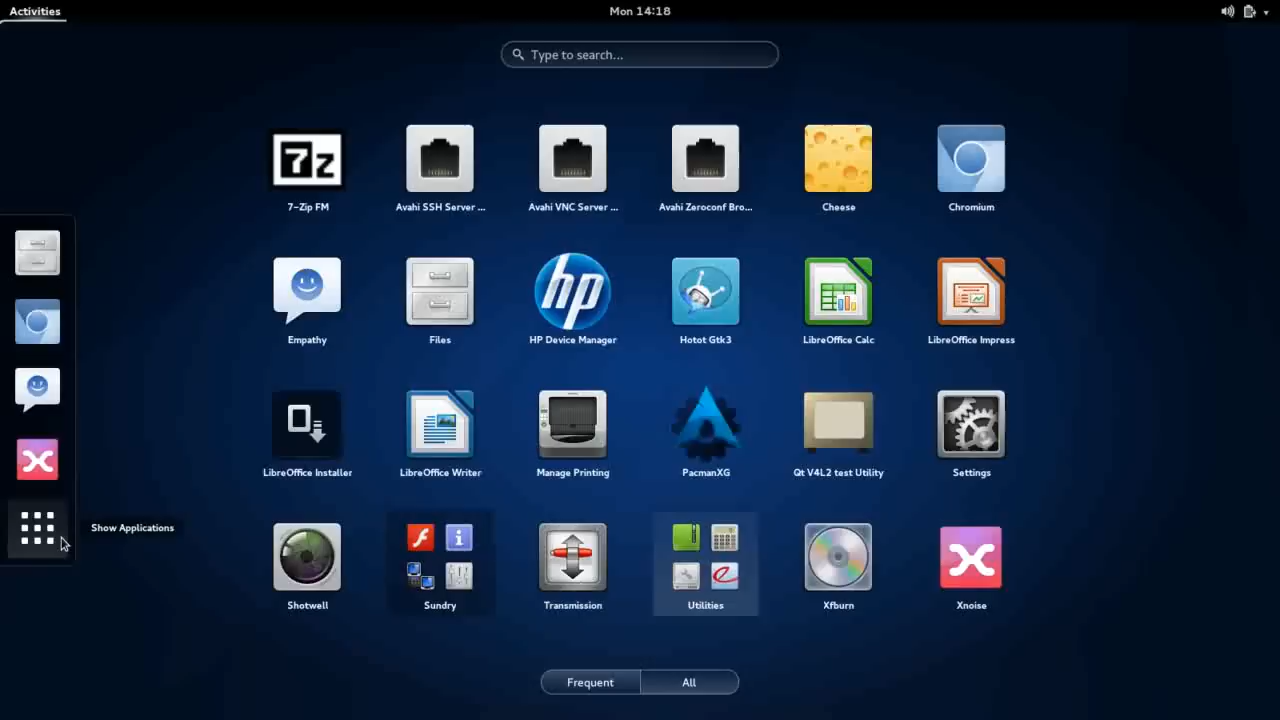 Activities
Mon 14:18
Type to search...
7z
7-Zip FM
Avahi SSH Server ...
Avahi VNC Server ...
Avahi Zeroconf Bro...
Cheese
Chromium
hp
Empathy
Files
HP Device Manager
Hotot Gtk3
LibreOffice Calc
LibreOffice Impress
LibreOffice Installer
LibreOffice Writer
Manage Printing
PacmanXG
Qt V4L2 test Utility
Settings
Show Applications
Shotwell
Sundry
Transmission
Utilities
Xfburn
Xnoise
Frequent
All